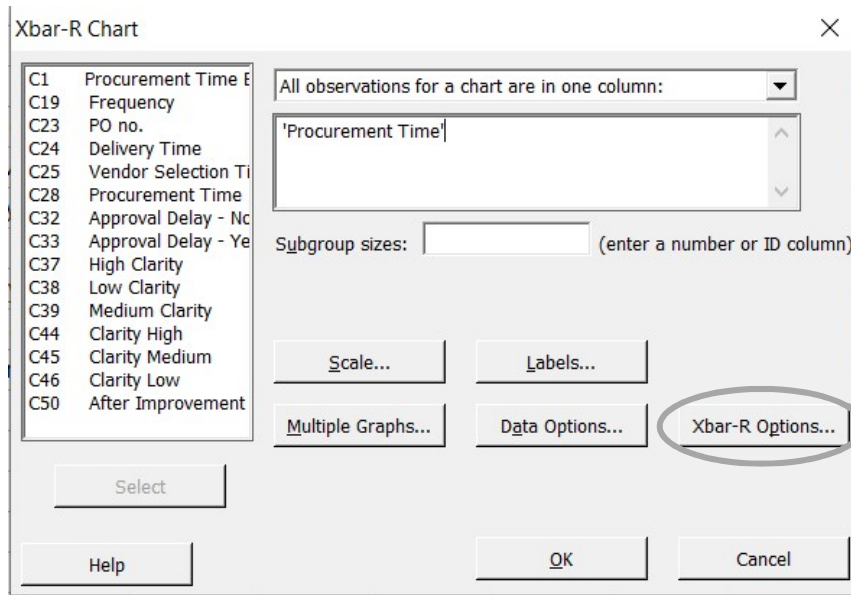 Xbar-R Chart
C1 Procurement Time E
C19 Frequency
C23 PO no.
C24 Delivery Time
C25 Vendor Selection Ti
C28 Procurement Time
C32 Approval Delay - No
C33 Approval Delay - Ye
C37 High Clarity
C38 Low Clarity
C39 Medium Clarity
C44 Clarity High
C45 Clarity Medium
C46 Clarity Low
C50 After Improvement
Select
Help
All observations for a chart are in one column:
'Procurement Time'
Subgroup sizes: (enter a number or ID column)
Scale... Labels...
Multiple Graphs... Data Options... Xbar-R Options...
OK Cancel